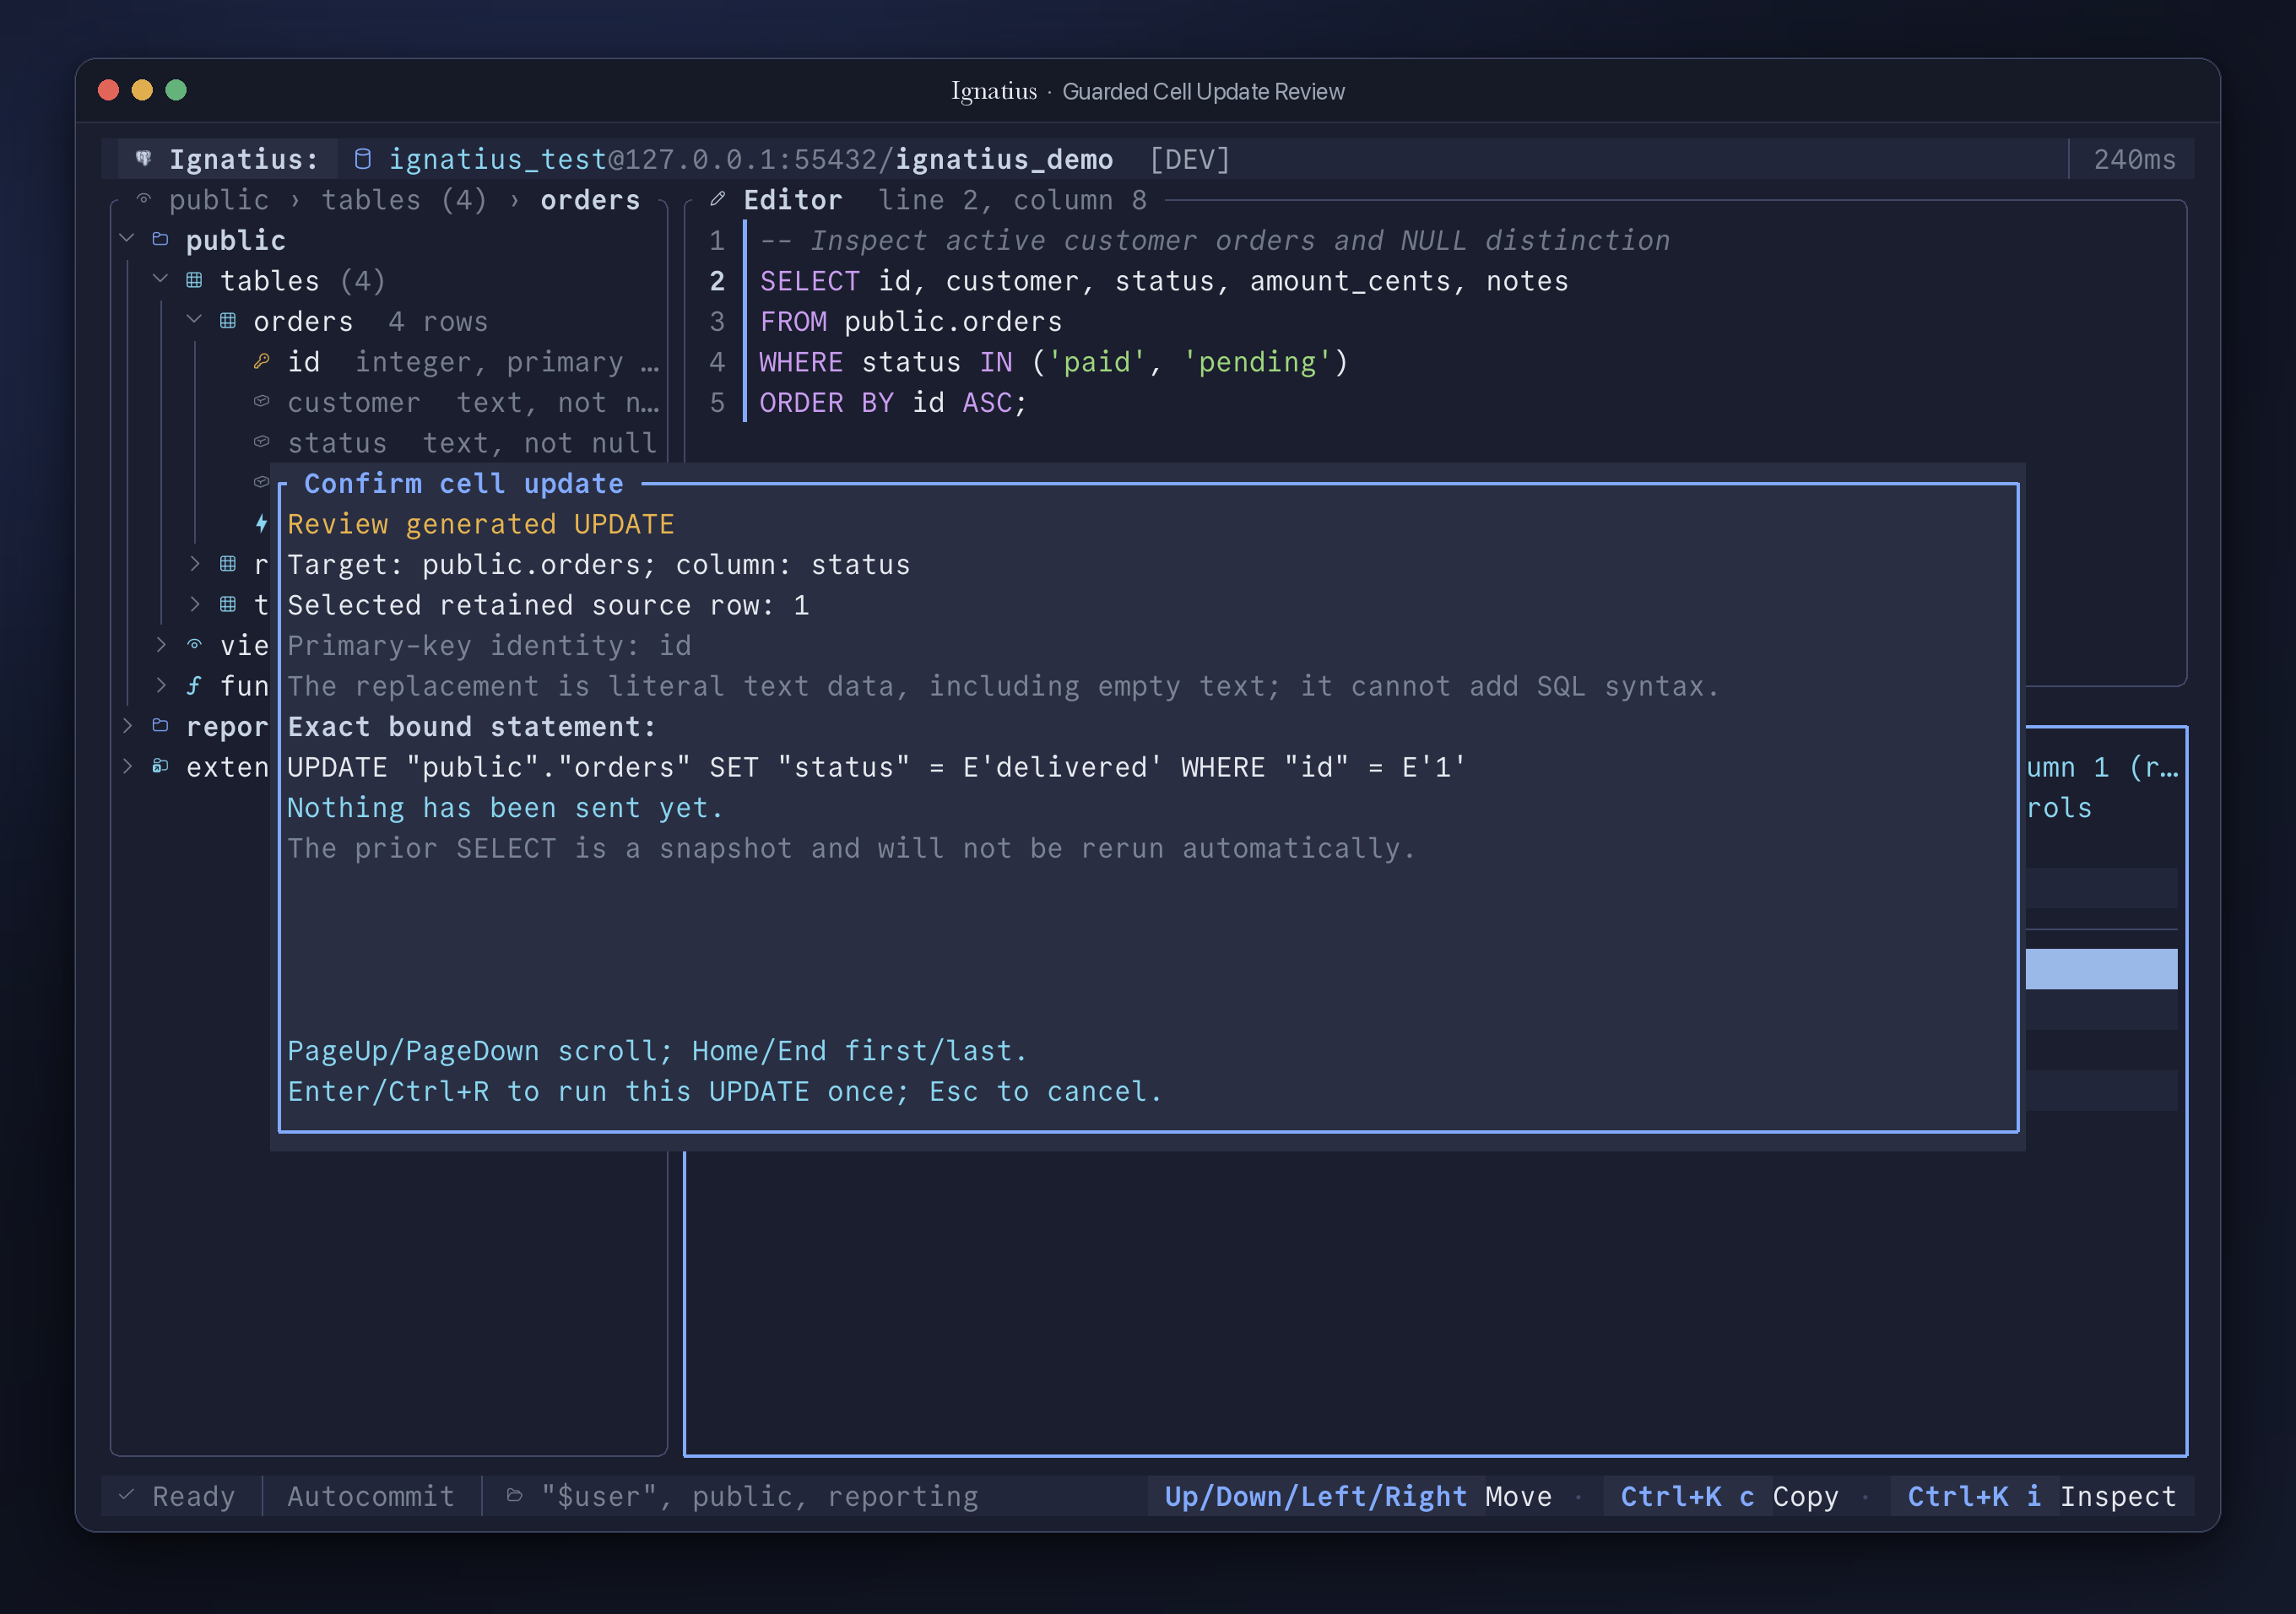 Ignatius · Guarded Cell Update Review
Ignatius: ignatius_test@127.0.0.1:55432/ignatius_demo [DEV] 240ms
public › tables (4) › orders
public
tables (4)
orders 4 rows
id integer, primary …
customer text, not n…
status text, not null
r
t
vie
fun
repor
exten
Editor line 2, column 8
1 -- Inspect active customer orders and NULL distinction
2 SELECT id, customer, status, amount_cents, notes
3 FROM public.orders
4 WHERE status IN ('paid', 'pending')
5 ORDER BY id ASC;
Confirm cell update
Review generated UPDATE
Target: public.orders; column: status
Selected retained source row: 1
Primary-key identity: id
The replacement is literal text data, including empty text; it cannot add SQL syntax.
Exact bound statement:
UPDATE "public"."orders" SET "status" = E'delivered' WHERE "id" = E'1'
Nothing has been sent yet.
The prior SELECT is a snapshot and will not be rerun automatically.
PageUp/PageDown scroll; Home/End first/last.
Enter/Ctrl+R to run this UPDATE once; Esc to cancel.
umn 1 (r…
rols
Ready Autocommit "$user", public, reporting Up/Down/Left/Right Move · Ctrl+K c Copy · Ctrl+K i Inspect